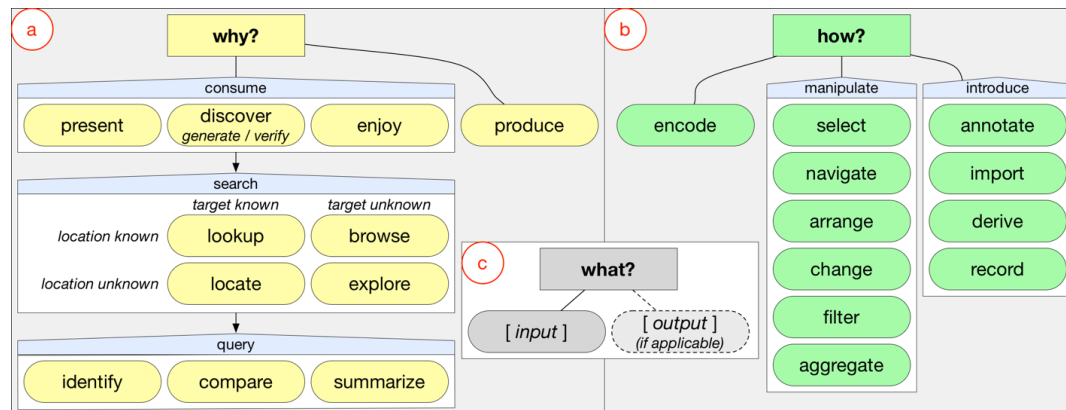 a
why?
consume
present
discover
generate / verify
enjoy
produce
search
target known
target unknown
location known
lookup
browse
location unknown
locate
explore
query
identify
compare
summarize
b
how?
encode
manipulate
select
navigate
arrange
change
filter
aggregate
introduce
annotate
import
derive
record
c
what?
[ input ]
[ output ]
(if applicable)